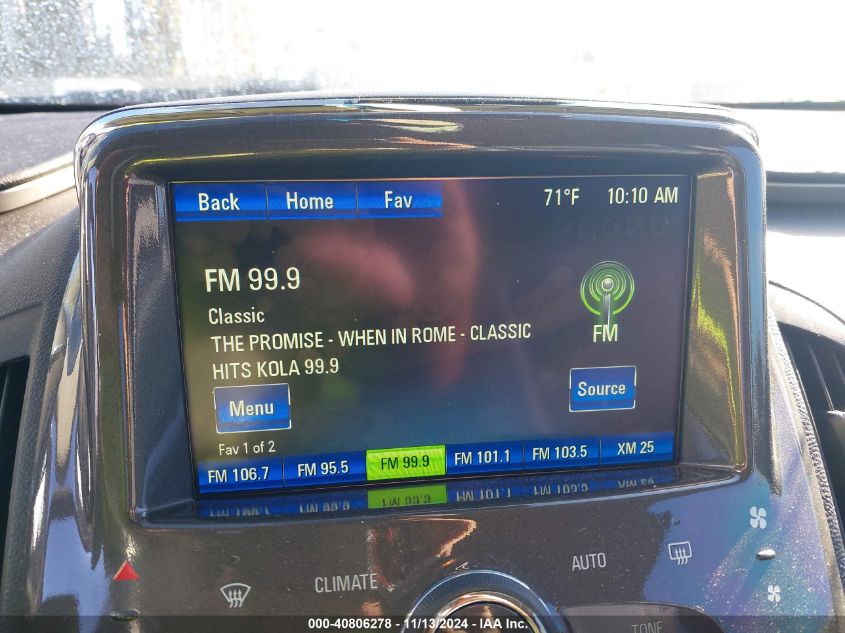 Back Home Fav 71°F 10:10 AM
FM 99.9
Classic
THE PROMISE - WHEN IN ROME - CLASSIC
HITS KOLA 99.9
FM
Menu Source
Fav 1 of 2
FM 106.7 FM 95.5 FM 99.9 FM 101.1 FM 103.5 XM 25
CLIMATE AUTO
TONE
000-40806278 - 11/13/2024 - IAA Inc.